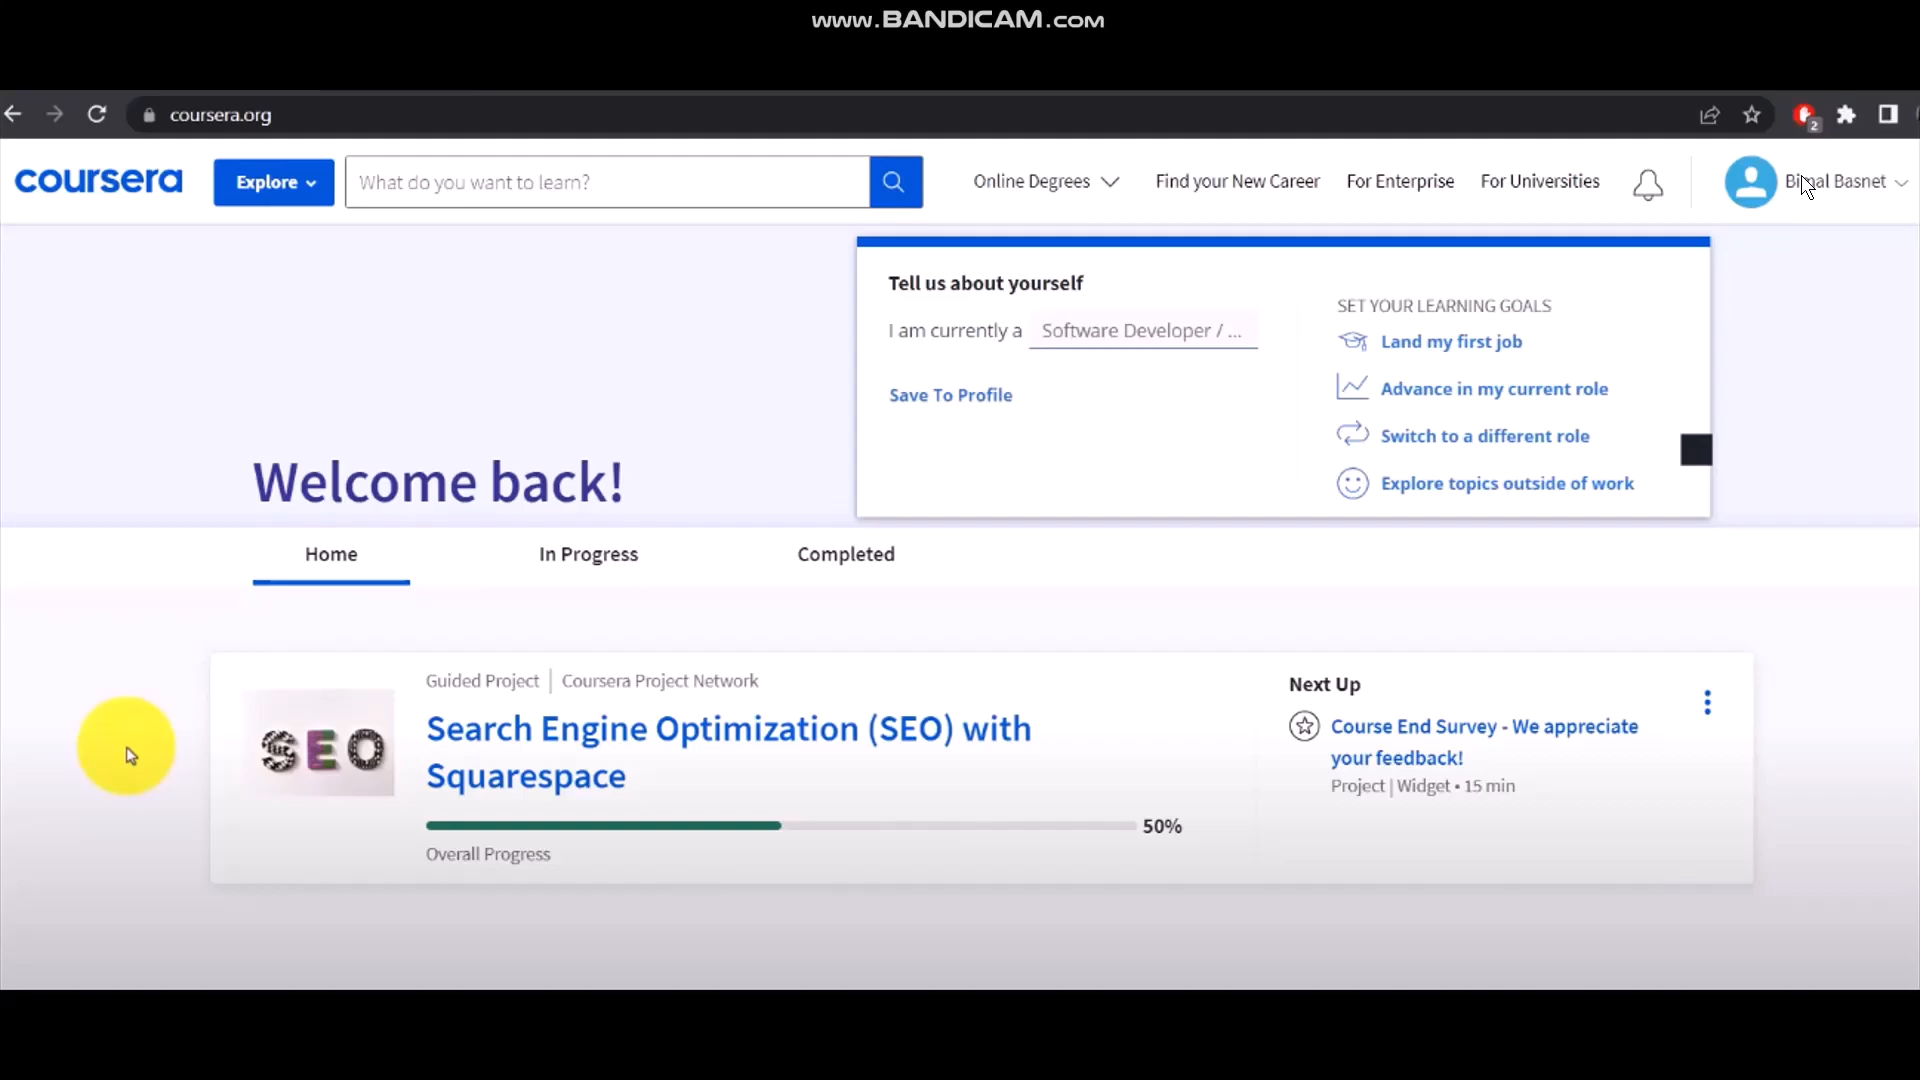 www.BANDICAM.com
coursera.org
2
coursera
Explore
What do you want to learn?
Online Degrees
Find your New Career
For Enterprise
For Universities
Basnet
Tell us about yourself
I am currently a Software Developer / ...
Save To Profile
SET YOUR LEARNING GOALS
Land my first job
Advance in my current role
Switch to a different role
Explore topics outside of work
Welcome back!
Home
In Progress
Completed
SEO
Guided Project | Coursera Project Network
Search Engine Optimization (SEO) with
Squarespace
50%
Overall Progress
Next Up
Course End Survey - We appreciate
your feedback!
Project | Widget • 15 min